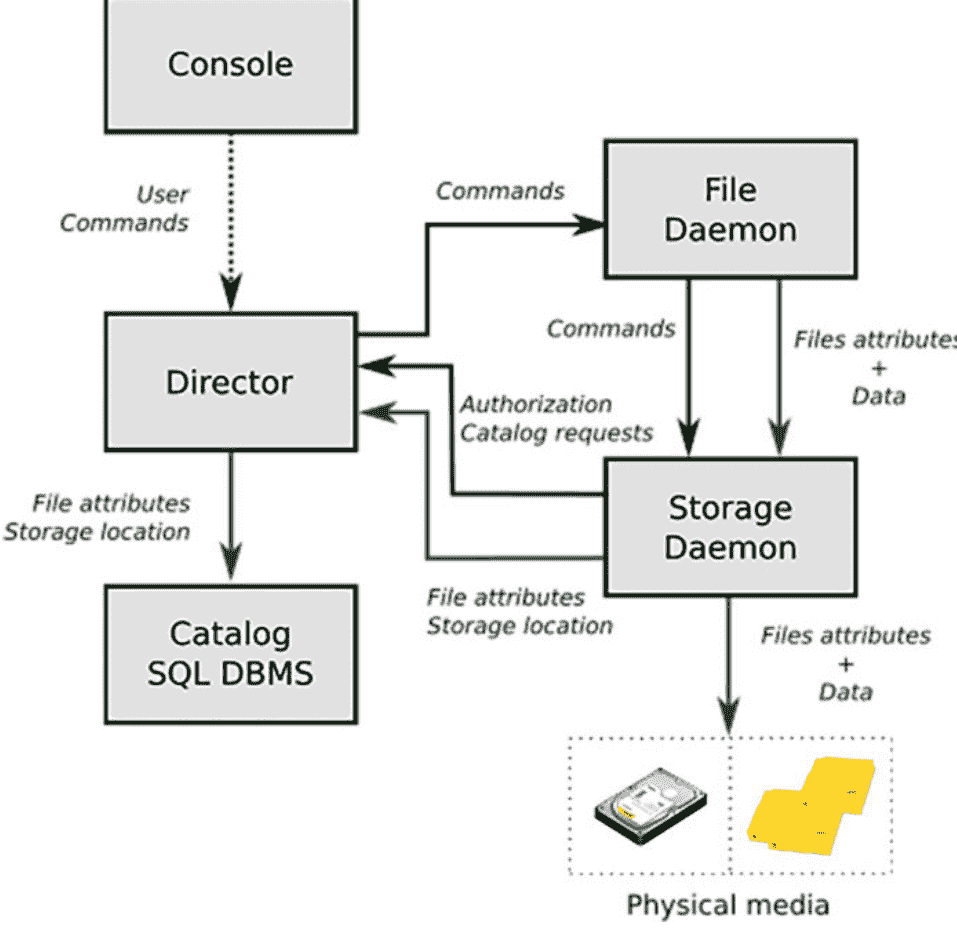 Console
User
Commands
Commands
File
Daemon
Director
Commands
Files attributes
+
Data
Authorization
Catalog requests
File attributes
Storage location
Storage
Daemon
Catalog
SQL DBMS
File attributes
Storage location
Files attributes
+
Data
Physical media